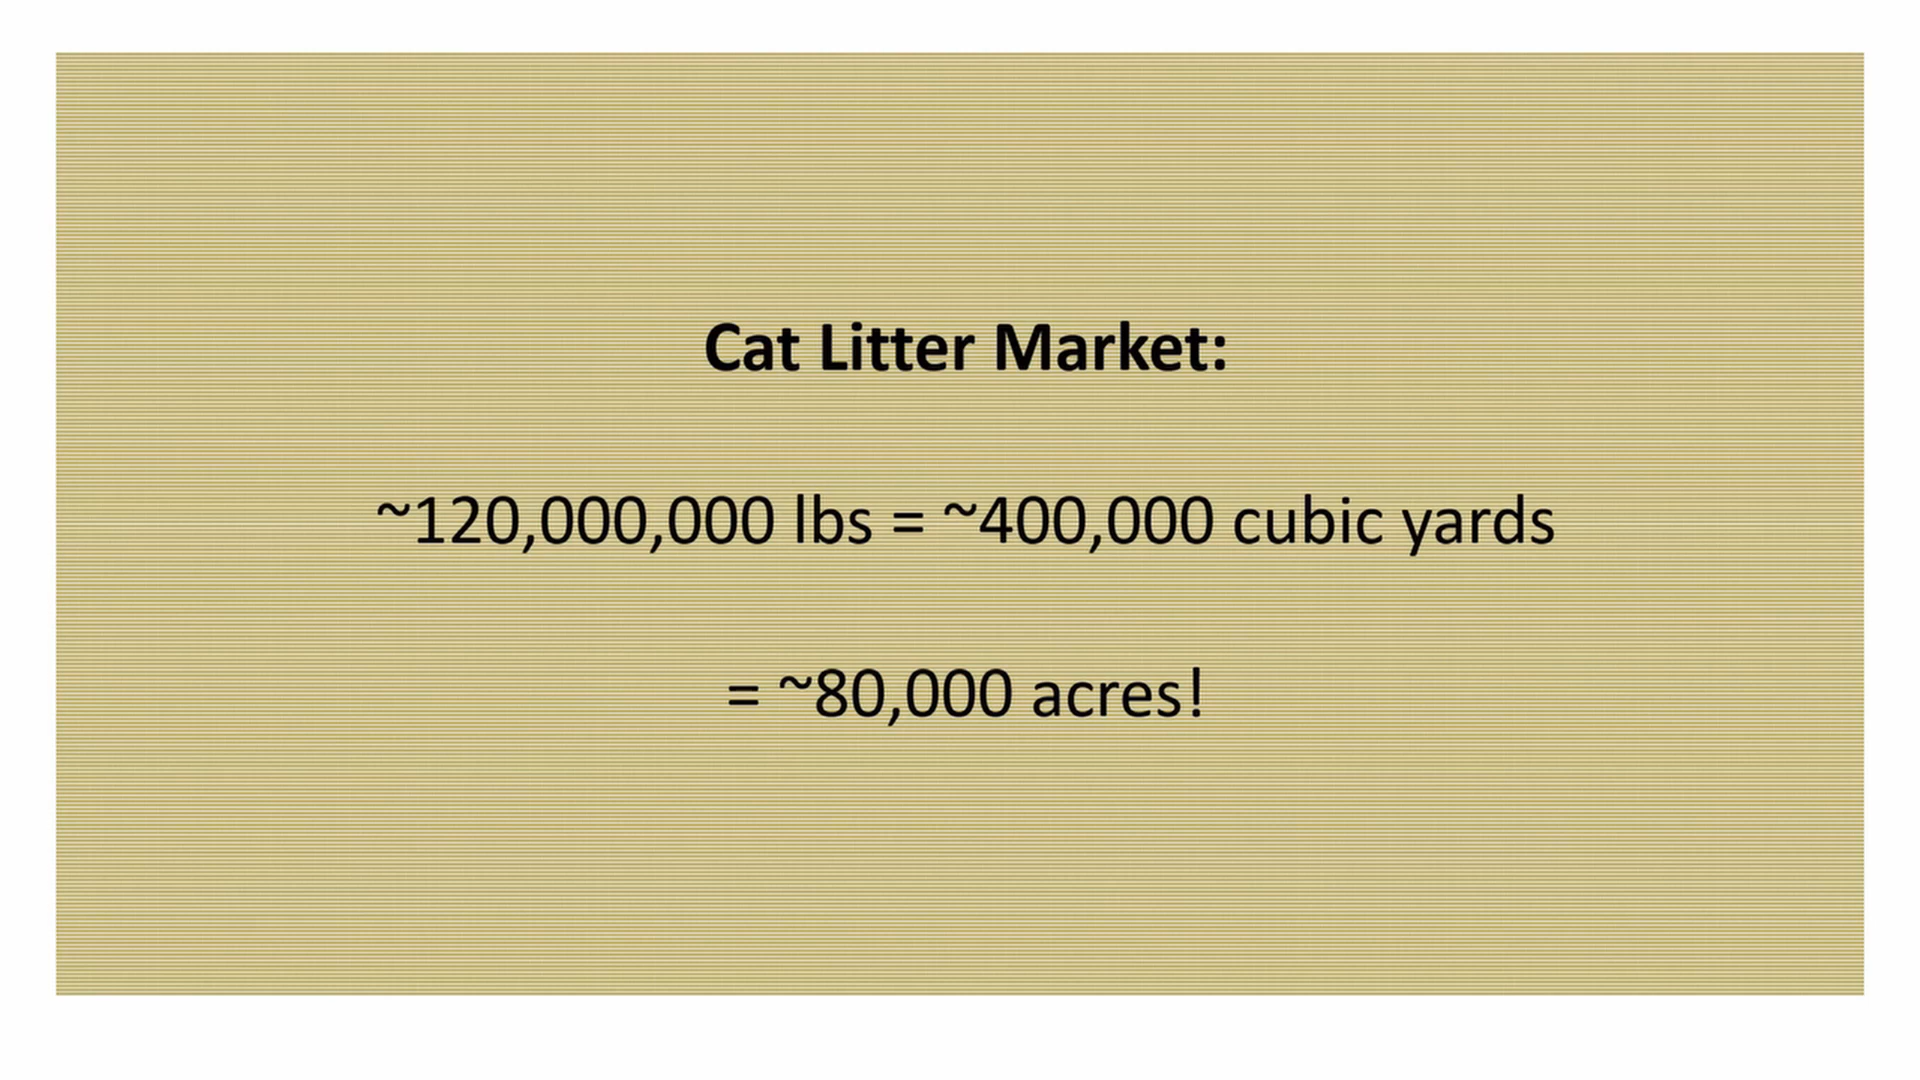 Cat Litter Market:
~120,000,000 lbs = ~400,000 cubic yards
= ~80,000 acres!